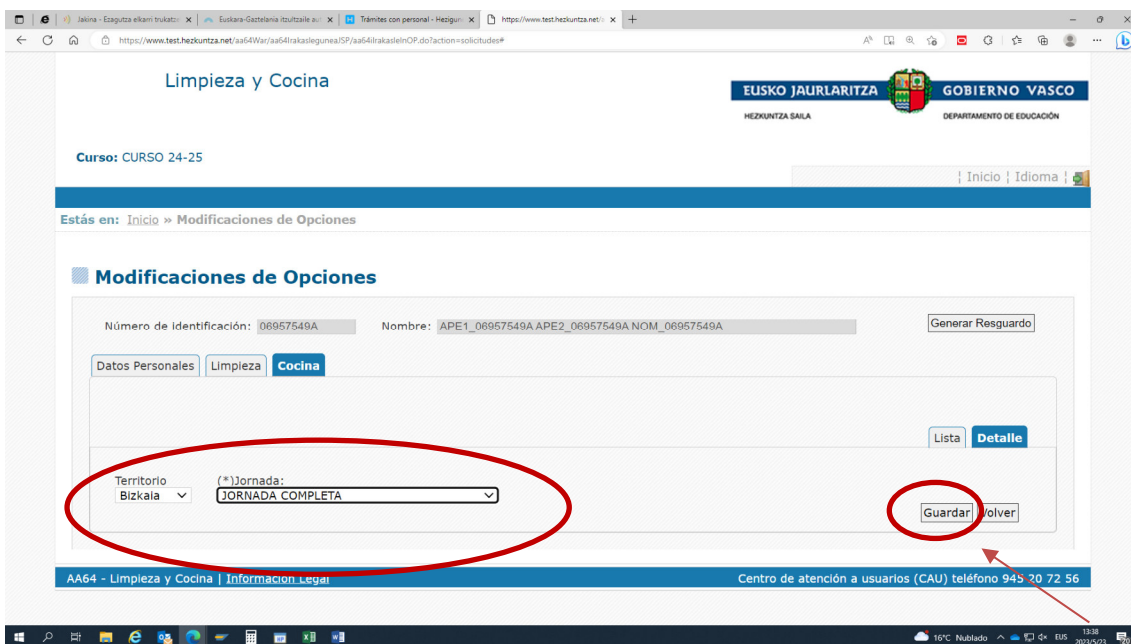 Jakina - Ezagutza elkarri trukatz
Euskara-Gaztelania itzultzaile au
Trámites con personal - Hezigun
https://www.test.hezkuntza.net/a
https://www.test.hezkuntza.net/aa64War/aa64IrakasleguneaJSP/aa64iIrakasleInOP.do?action=solicitudes#
Limpieza y Cocina
EUSKO JAURLARITZA
GOBIERNO VASCO
HEZKUNTZA SAILA
DEPARTAMENTO DE EDUCACIÓN
Curso: CURSO 24-25
¦ Inicio ¦ Idioma ¦
Estás en: Inicio » Modificaciones de Opciones
Modificaciones de Opciones
Número de identificación: 06957549A Nombre: APE1_06957549A APE2_06957549A NOM_06957549A
Generar Resguardo
Datos Personales Limpieza Cocina
Lista Detalle
Territorio (*)Jornada:
Bizkaia JORNADA COMPLETA
Guardar Volver
AA64 - Limpieza y Cocina | Información Legal
Centro de atención a usuarios (CAU) teléfono 945 20 72 56
16°C Nublado EUS 13:38
2023/5/23